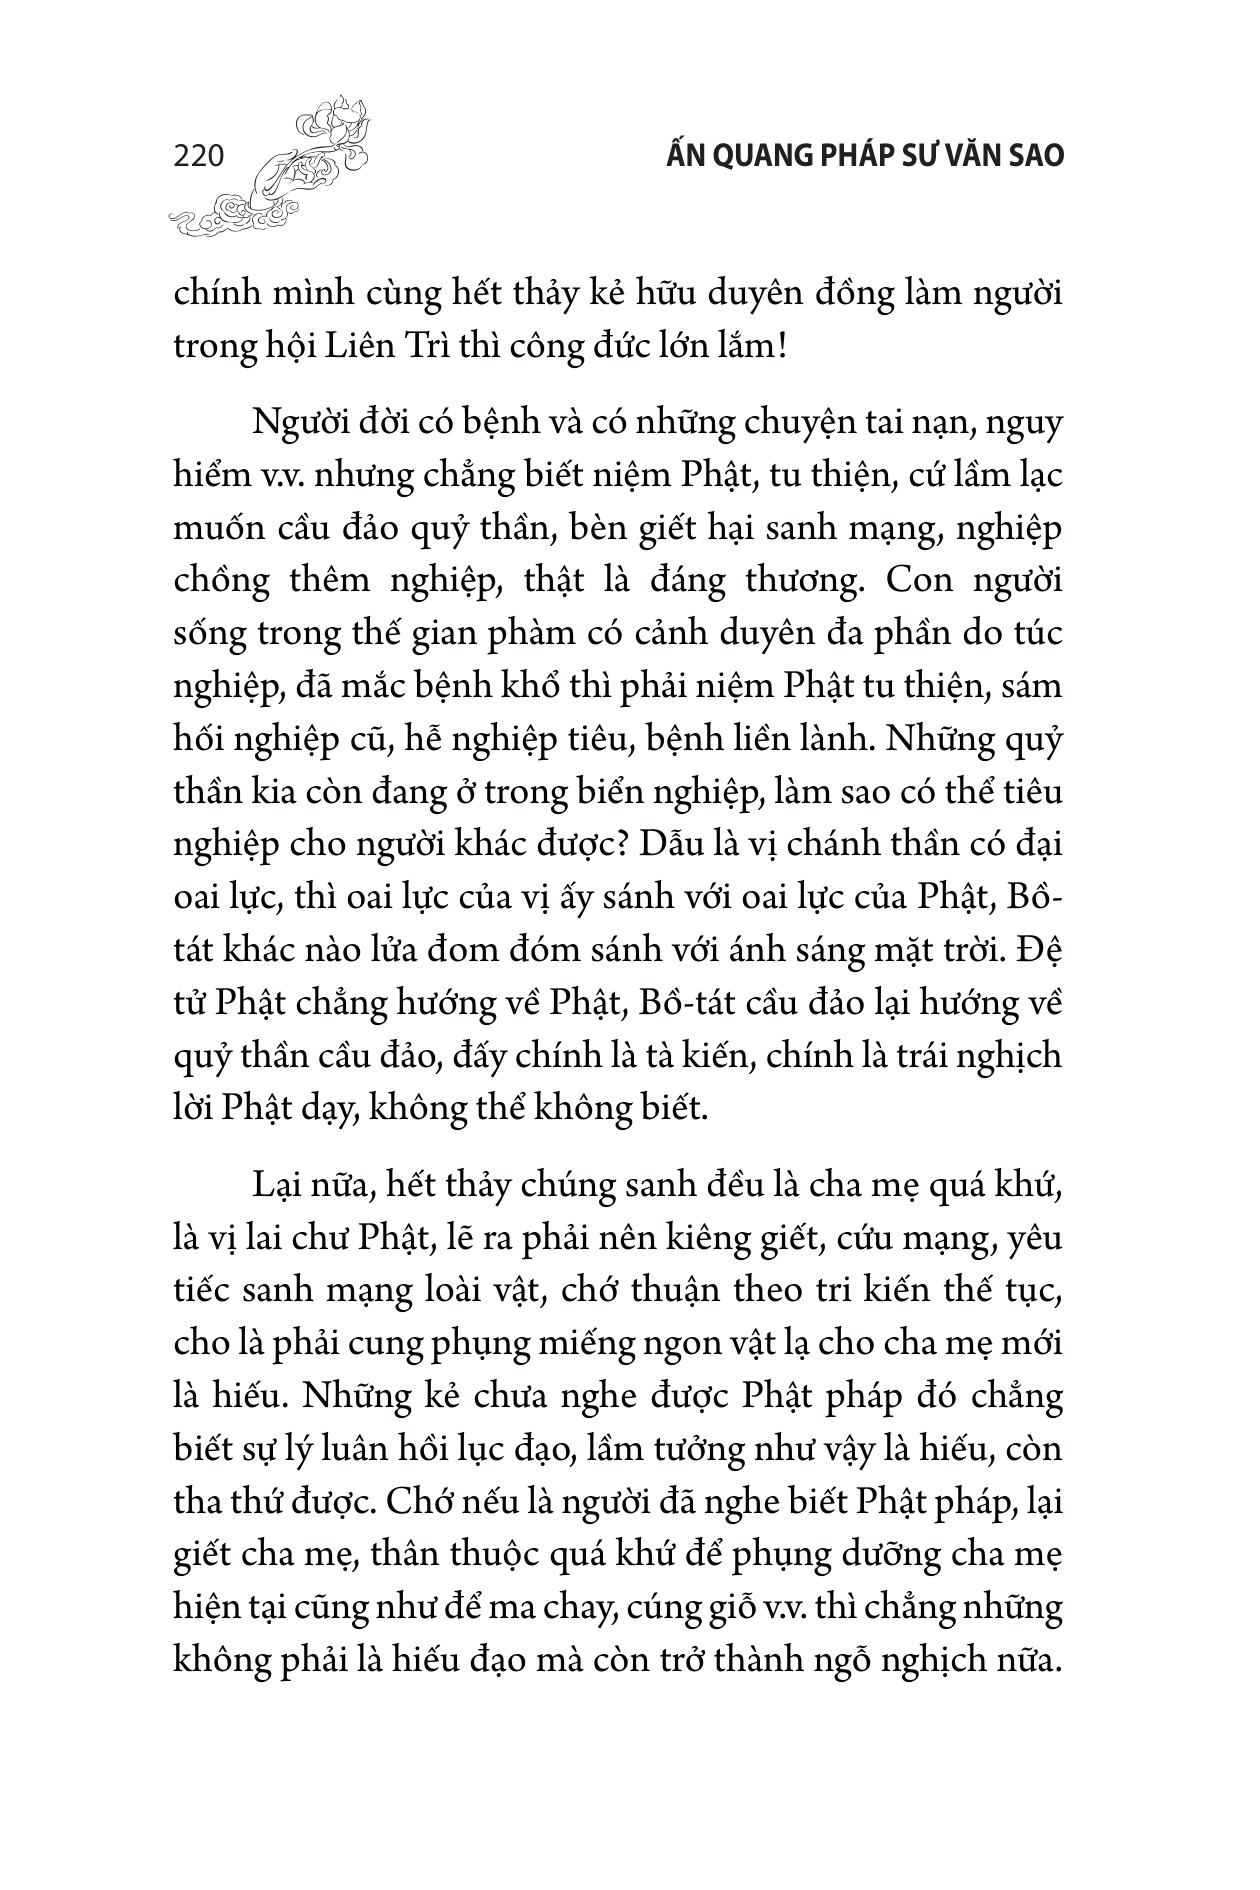 220
ẤN QUANG PHÁP SƯ VĂN SAO
chính mình cùng hết thảy kẻ hữu duyên đồng làm người
trong hội Liên Trì thì công đức lớn lắm!
Người đời có bệnh và có những chuyện tai nạn, nguy
hiểm v.v. nhưng chẳng biết niệm Phật, tu thiện, cứ lầm lạc
muốn cầu đảo quỷ thần, bèn giết hại sanh mạng, nghiệp
chồng thêm nghiệp, thật là đáng thương. Con người
sống trong thế gian phàm có cảnh duyên đa phần do túc
nghiệp, đã mắc bệnh khổ thì phải niệm Phật tu thiện, sám
hối nghiệp cũ, hễ nghiệp tiêu, bệnh liền lành. Những quỷ
thần kia còn đang ở trong biển nghiệp, làm sao có thể tiêu
nghiệp cho người khác được? Dẫu là vị chánh thần có đại
oai lực, thì oai lực của vị ấy sánh với oai lực của Phật, Bồ-
tát khác nào lửa đom đóm sánh với ánh sáng mặt trời. Đệ
tử Phật chẳng hướng về Phật, Bồ-tát cầu đảo lại hướng về
quỷ thần cầu đảo, đấy chính là tà kiến, chính là trái nghịch
lời Phật dạy, không thể không biết.
Lại nữa, hết thảy chúng sanh đều là cha mẹ quá khứ,
là vị lai chư Phật, lẽ ra phải nên kiêng giết, cứu mạng, yêu
tiếc sanh mạng loài vật, chớ thuận theo tri kiến thế tục,
cho là phải cung phụng miếng ngon vật lạ cho cha mẹ mới
là hiếu. Những kẻ chưa nghe được Phật pháp đó chẳng
biết sự lý luân hồi lục đạo, lầm tưởng như vậy là hiếu, còn
tha thứ được. Chớ nếu là người đã nghe biết Phật pháp, lại
giết cha mẹ, thân thuộc quá khứ để phụng dưỡng cha mẹ
hiện tại cũng như để ma chay, cúng giỗ v.v. thì chẳng những
không phải là hiếu đạo mà còn trở thành ngỗ nghịch nữa.